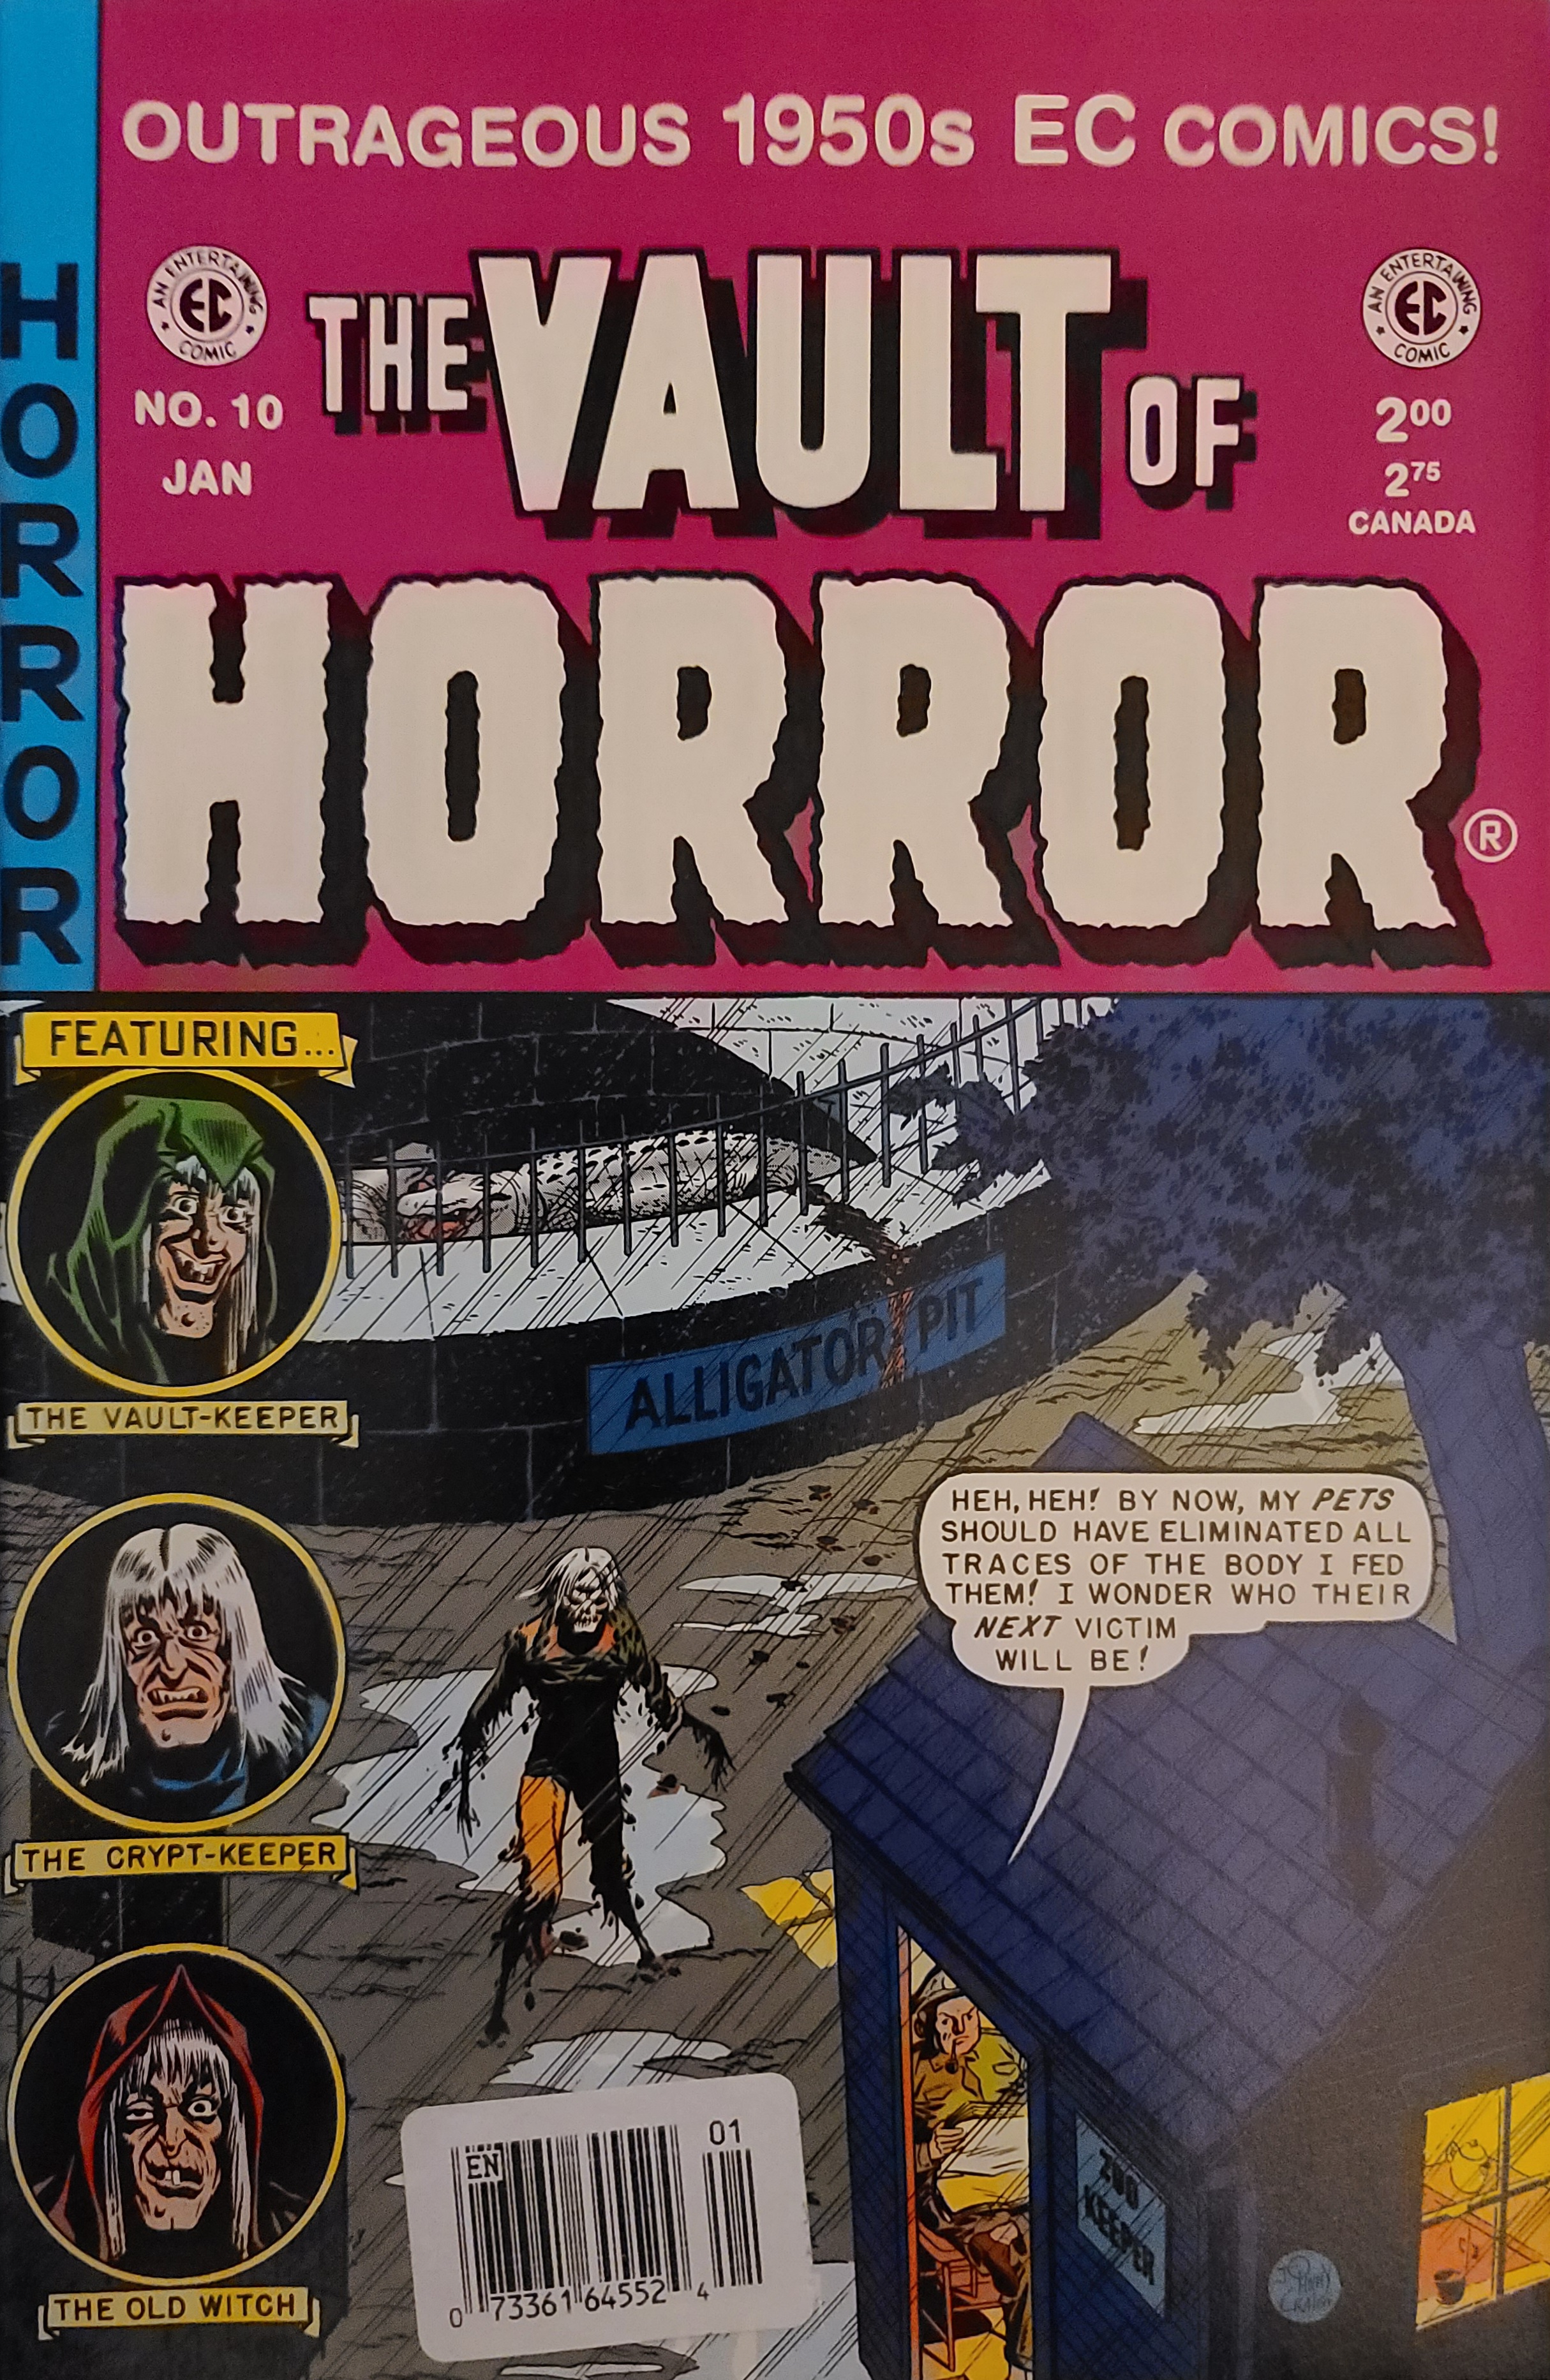 OUTRAGEOUS 1950s EC COMICS!
HORROR
AN ENTERTAINING
EC
COMIC
NO. 10
JAN
THE VAULT OF
HORROR
®
AN ENTERTAINING
EC
COMIC
2.00
2.75
CANADA
FEATURING...
THE VAULT-KEEPER
THE CRYPT-KEEPER
THE OLD WITCH
ALLIGATOR PIT
HEH, HEH! BY NOW, MY PETS
SHOULD HAVE ELIMINATED ALL
TRACES OF THE BODY I FED
THEM! I WONDER WHO THEIR
NEXT VICTIM
WILL BE!
ZOO
KEEPER
EN
01
0 73361 64552 4
JOHNNY
CRAIG